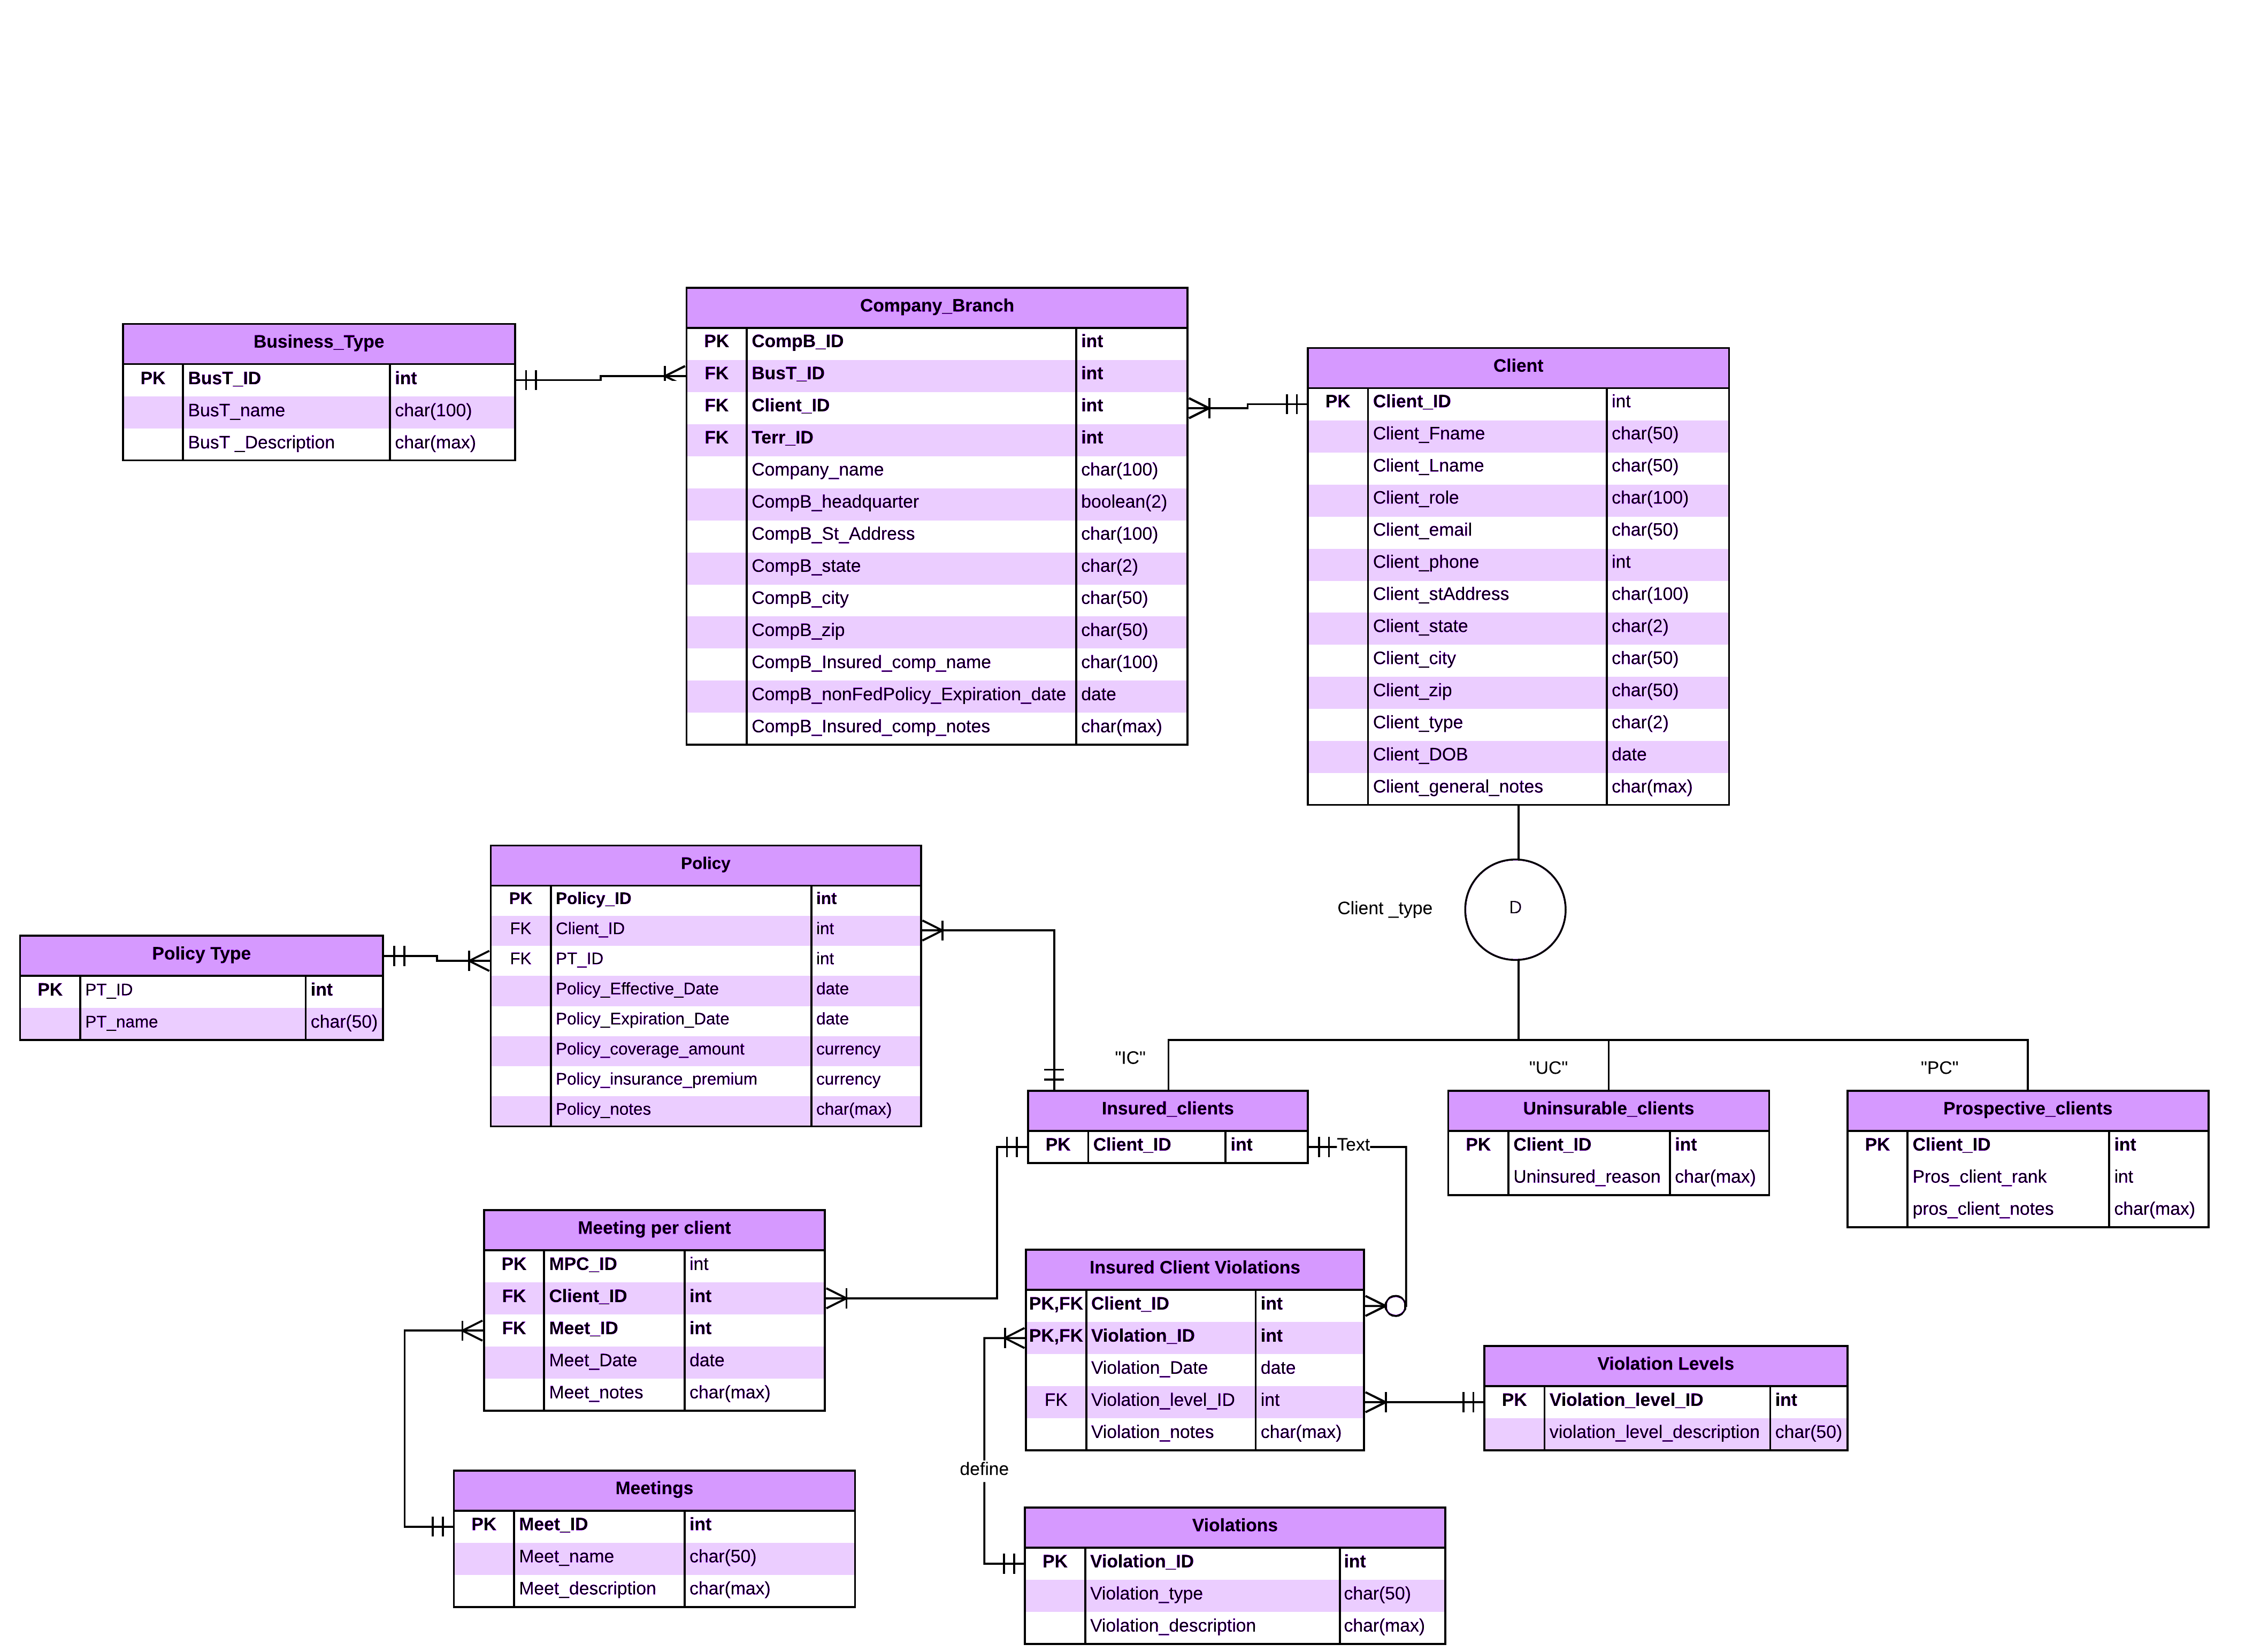 Business_Type
PK BusT_ID int
BusT_name char(100)
BusT _Description char(max)
Company_Branch
PK CompB_ID int
FK BusT_ID int
FK Client_ID int
FK Terr_ID int
Company_name char(100)
CompB_headquarter boolean(2)
CompB_St_Address char(100)
CompB_state char(2)
CompB_city char(50)
CompB_zip char(50)
CompB_Insured_comp_name char(100)
CompB_nonFedPolicy_Expiration_date date
CompB_Insured_comp_notes char(max)
Client
PK Client_ID int
Client_Fname char(50)
Client_Lname char(50)
Client_role char(100)
Client_email char(50)
Client_phone int
Client_stAddress char(100)
Client_state char(2)
Client_city char(50)
Client_zip char(50)
Client_type char(2)
Client_DOB date
Client_general_notes char(max)
Client _type
D
Policy Type
PK PT_ID int
PT_name char(50)
Policy
PK Policy_ID int
FK Client_ID int
FK PT_ID int
Policy_Effective_Date date
Policy_Expiration_Date date
Policy_coverage_amount currency
Policy_insurance_premium currency
Policy_notes char(max)
"IC"
"UC"
"PC"
Insured_clients
PK Client_ID int
Text
Uninsurable_clients
PK Client_ID int
Uninsured_reason char(max)
Prospective_clients
PK Client_ID int
Pros_client_rank int
pros_client_notes char(max)
Meeting per client
PK MPC_ID int
FK Client_ID int
FK Meet_ID int
Meet_Date date
Meet_notes char(max)
Insured Client Violations
PK,FK Client_ID int
PK,FK Violation_ID int
Violation_Date date
FK Violation_level_ID int
Violation_notes char(max)
Violation Levels
PK Violation_level_ID int
violation_level_description char(50)
define
Meetings
PK Meet_ID int
Meet_name char(50)
Meet_description char(max)
Violations
PK Violation_ID int
Violation_type char(50)
Violation_description char(max)